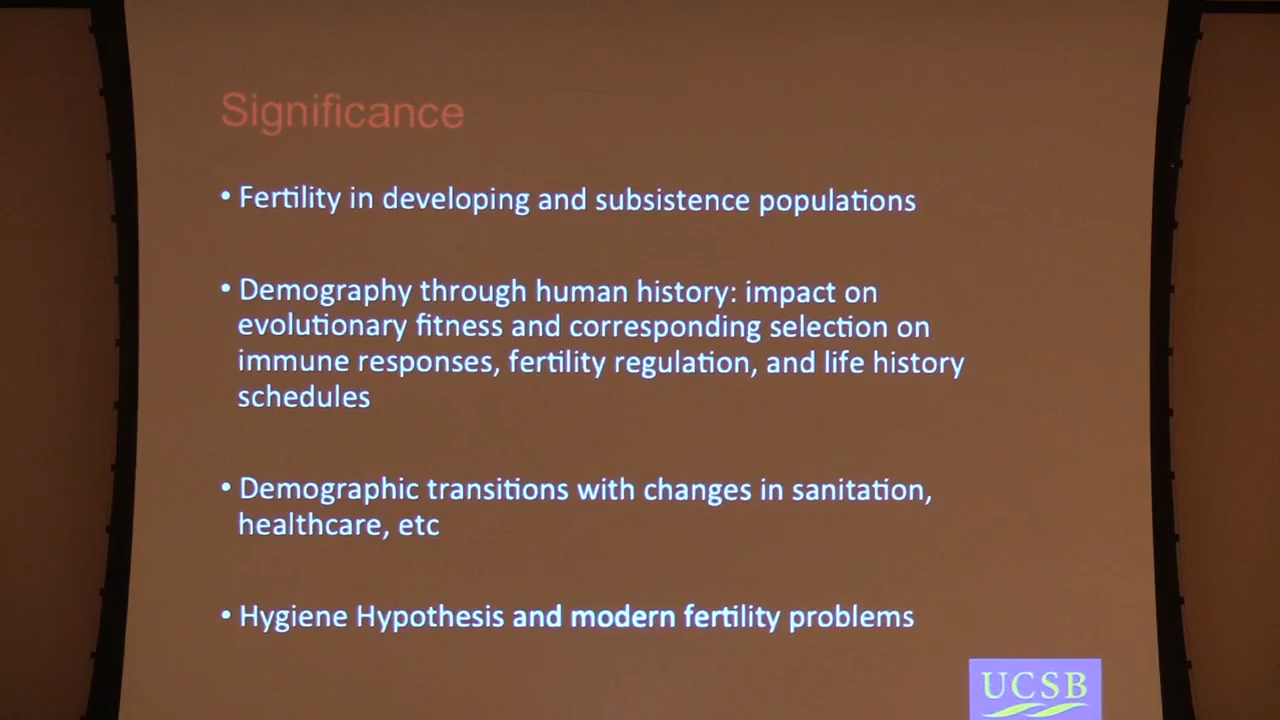 Significance
• Fertility in developing and subsistence populations
• Demography through human history: impact on
evolutionary fitness and corresponding selection on
immune responses, fertility regulation, and life history
schedules
• Demographic transitions with changes in sanitation,
healthcare, etc
• Hygiene Hypothesis and modern fertility problems
UCSB